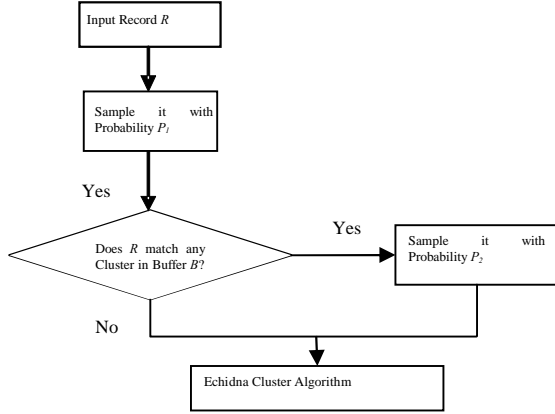 Input Record R
Sample it with
Probability P1
Yes
Does R match any
Cluster in Buffer B?
Yes
Sample it with
Probability P2
No
Echidna Cluster Algorithm